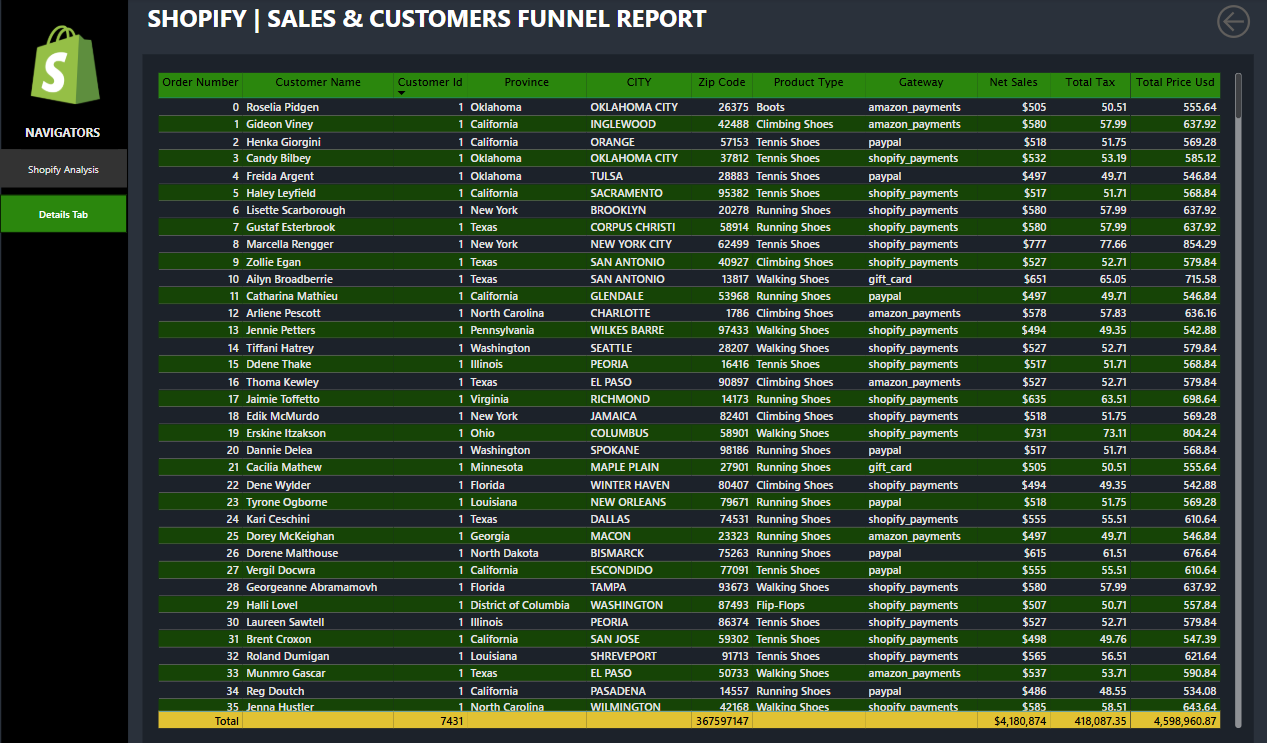 SHOPIFY | SALES & CUSTOMERS FUNNEL REPORT
NAVIGATORS
Shopify Analysis
Details Tab
Order Number Customer Name Customer Id Province CITY Zip Code Product Type Gateway Net Sales Total Tax Total Price Usd
0 Roselia Pidgen 1 Oklahoma OKLAHOMA CITY 26375 Boots amazon_payments $505 50.51 555.64
1 Gideon Viney 1 California INGLEWOOD 42488 Climbing Shoes amazon_payments $580 57.99 637.92
2 Henka Giorgini 1 California ORANGE 57153 Tennis Shoes paypal $518 51.75 569.28
3 Candy Bilbey 1 Oklahoma OKLAHOMA CITY 37812 Tennis Shoes shopify_payments $532 53.19 585.12
4 Freida Argent 1 Oklahoma TULSA 28883 Tennis Shoes paypal $497 49.71 546.84
5 Haley Leyfield 1 California SACRAMENTO 95382 Tennis Shoes shopify_payments $517 51.71 568.84
6 Lisette Scarborough 1 New York BROOKLYN 20278 Running Shoes shopify_payments $580 57.99 637.92
7 Gustaf Esterbrook 1 Texas CORPUS CHRISTI 58914 Running Shoes shopify_payments $580 57.99 637.92
8 Marcella Rengger 1 New York NEW YORK CITY 62499 Tennis Shoes shopify_payments $777 77.66 854.29
9 Zollie Egan 1 Texas SAN ANTONIO 40927 Climbing Shoes shopify_payments $527 52.71 579.84
10 Ailyn Broadberrie 1 Texas SAN ANTONIO 13817 Walking Shoes gift_card $651 65.05 715.58
11 Catharina Mathieu 1 California GLENDALE 53968 Running Shoes paypal $497 49.71 546.84
12 Arliene Pescott 1 North Carolina CHARLOTTE 1786 Climbing Shoes amazon_payments $578 57.83 636.16
13 Jennie Petters 1 Pennsylvania WILKES BARRE 97433 Walking Shoes shopify_payments $494 49.35 542.88
14 Tiffani Hatrey 1 Washington SEATTLE 28207 Walking Shoes shopify_payments $527 52.71 579.84
15 Ddene Thake 1 Illinois PEORIA 16416 Tennis Shoes shopify_payments $517 51.71 568.84
16 Thoma Kewley 1 Texas EL PASO 90897 Climbing Shoes amazon_payments $527 52.71 579.84
17 Jaimie Toffetto 1 Virginia RICHMOND 14173 Running Shoes shopify_payments $635 63.51 698.64
18 Edik McMurdo 1 New York JAMAICA 82401 Climbing Shoes shopify_payments $518 51.75 569.28
19 Erskine Itzakson 1 Ohio COLUMBUS 58901 Walking Shoes shopify_payments $731 73.11 804.24
20 Dannie Delea 1 Washington SPOKANE 98186 Running Shoes paypal $517 51.71 568.84
21 Cacilia Mathew 1 Minnesota MAPLE PLAIN 27901 Running Shoes gift_card $505 50.51 555.64
22 Dene Wylder 1 Florida WINTER HAVEN 80407 Climbing Shoes shopify_payments $494 49.35 542.88
23 Tyrone Ogborne 1 Louisiana NEW ORLEANS 79671 Running Shoes paypal $518 51.75 569.28
24 Kari Ceschini 1 Texas DALLAS 74531 Running Shoes shopify_payments $555 55.51 610.64
25 Dorey McKeighan 1 Georgia MACON 23323 Running Shoes amazon_payments $497 49.71 546.84
26 Dorene Malthouse 1 North Dakota BISMARCK 75263 Running Shoes paypal $615 61.51 676.64
27 Vergil Docwra 1 California ESCONDIDO 77091 Tennis Shoes paypal $555 55.51 610.64
28 Georgeanne Abramamovh 1 Florida TAMPA 93673 Walking Shoes shopify_payments $580 57.99 637.92
29 Halli Lovel 1 District of Columbia WASHINGTON 87493 Flip-Flops shopify_payments $507 50.71 557.84
30 Laureen Sawtell 1 Illinois PEORIA 86374 Tennis Shoes shopify_payments $527 52.71 579.84
31 Brent Croxon 1 California SAN JOSE 59302 Tennis Shoes shopify_payments $498 49.76 547.39
32 Roland Dumigan 1 Louisiana SHREVEPORT 91713 Tennis Shoes shopify_payments $565 56.51 621.64
33 Munmro Gascar 1 Texas EL PASO 50733 Walking Shoes amazon_payments $537 53.71 590.84
34 Reg Doutch 1 California PASADENA 14557 Running Shoes paypal $486 48.55 534.08
35 Jenna Hustler 1 North Carolina WILMINGTON 42168 Walking Shoes shopify_payments $585 58.51 643.64
Total 7431 367597147 $4,180,874 418,087.35 4,598,960.87